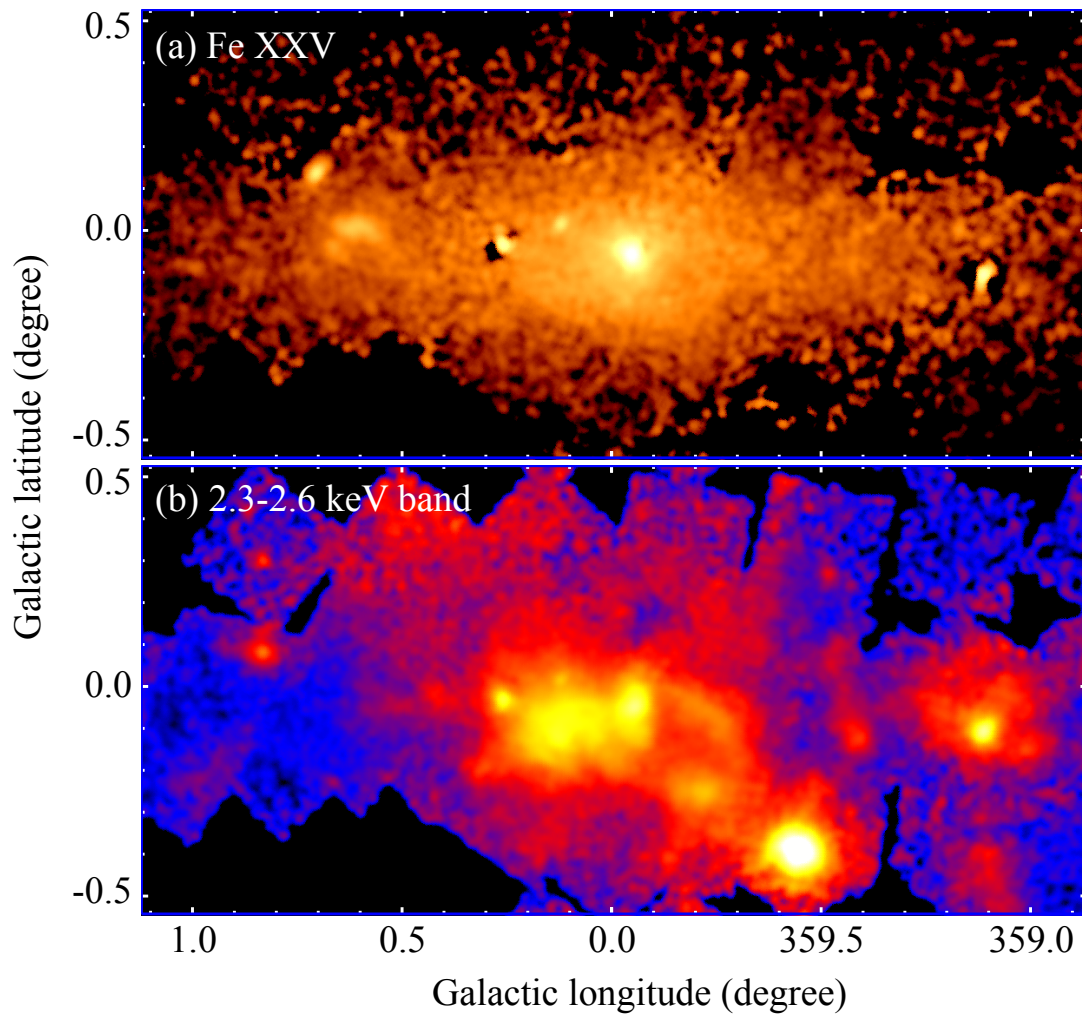 0.5
(a) Fe XXV
0.0
-0.5
0.5
(b) 2.3-2.6 keV band
0.0
-0.5
1.0 0.5 0.0 359.5 359.0
Galactic latitude (degree)
Galactic longitude (degree)